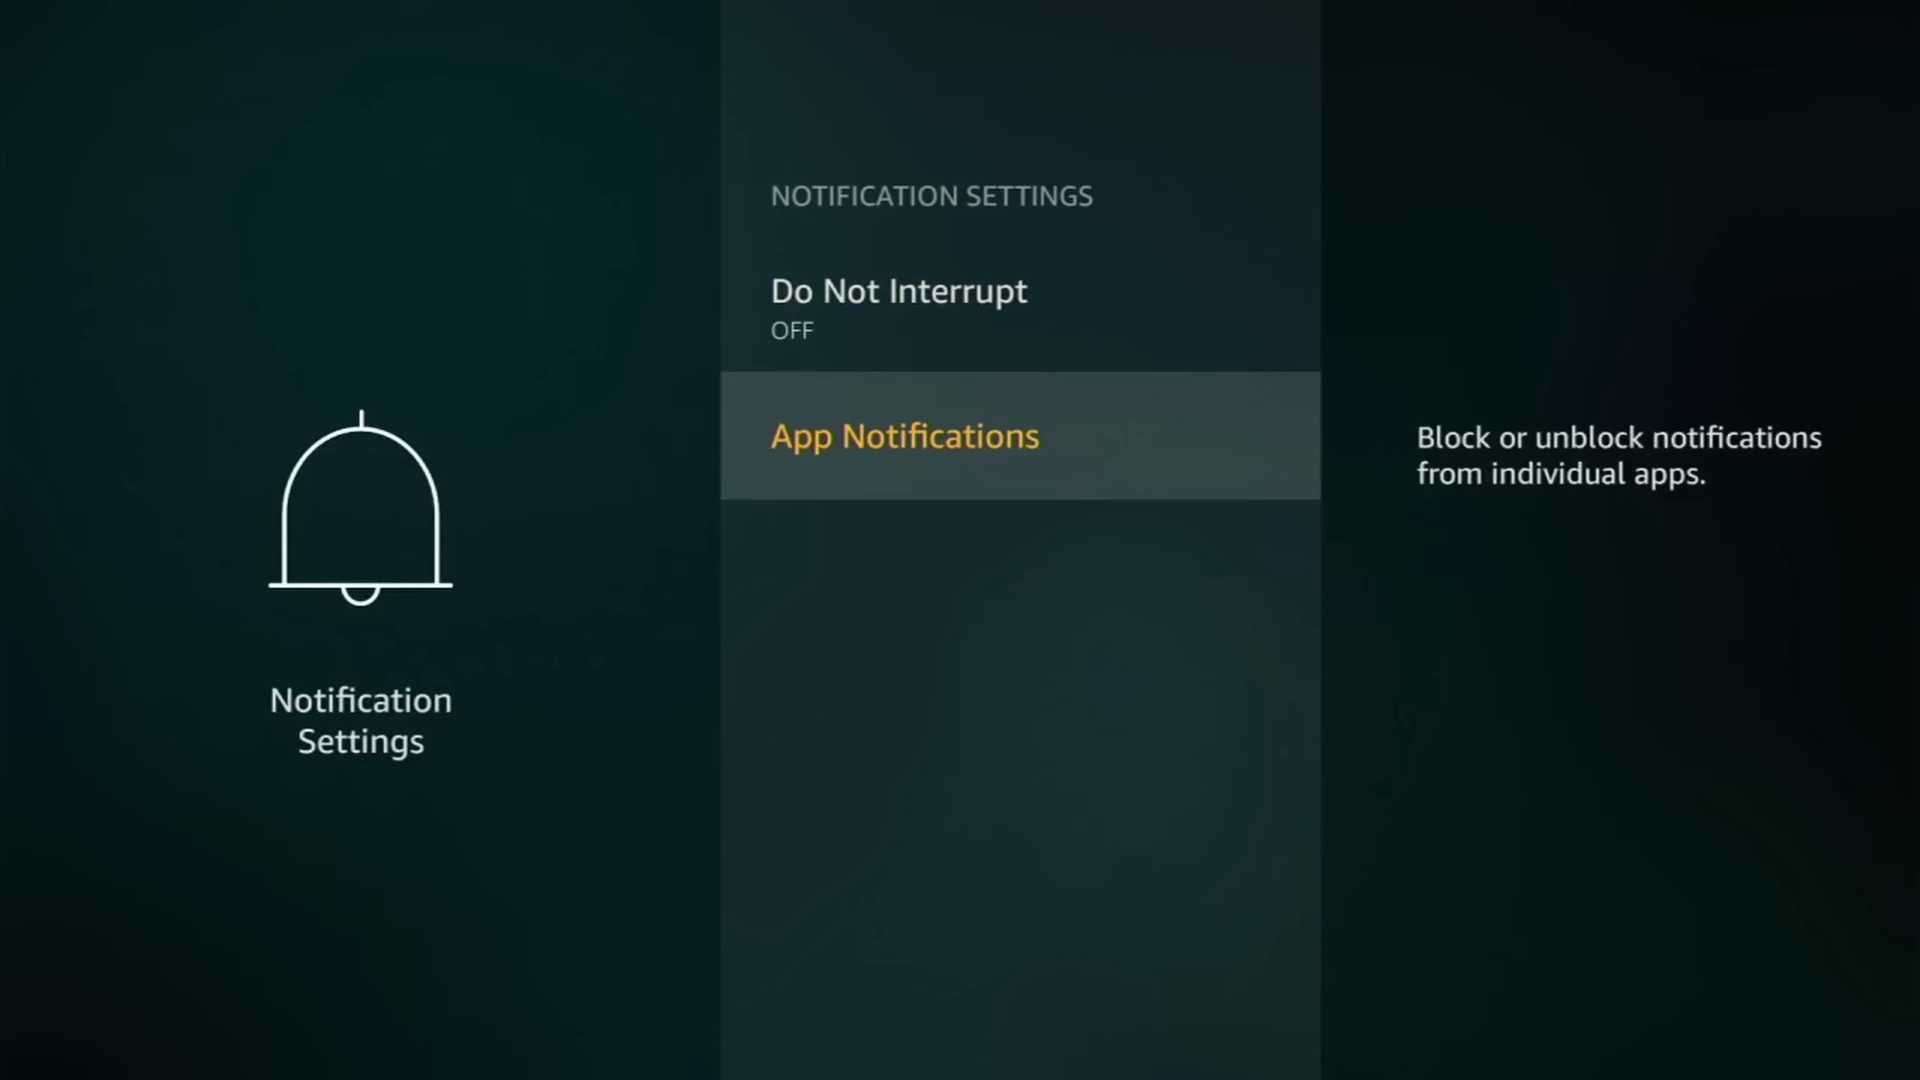 NOTIFICATION SETTINGS
Do Not Interrupt
OFF
App Notifications
Block or unblock notifications
from individual apps.
Notification
Settings